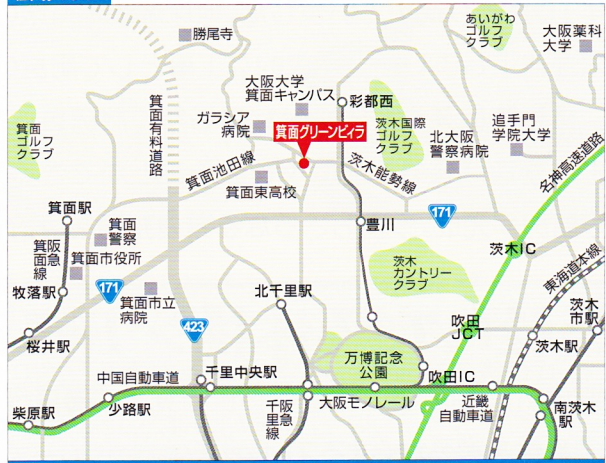 勝尾寺
あいがわ
ゴルフ
クラブ
大阪薬科
大学
大阪大学
箕面キャンパス
彩都西
箕面有料道路
ガラシア
病院
箕面グリーンビィラ
茨木国際
ゴルフ
クラブ
追手門
学院大学
北大阪
警察病院
箕面
ゴルフ
クラブ
箕面池田線
茨木能勢線
名神高速道路
箕面東高校
箕面駅
171
豊川
箕面
警察
阪急
箕面線
箕面市役所
茨木IC
茨木
カントリー
クラブ
東海道本線
牧落駅
171
箕面市立
病院
北千里駅
423
吹田
JCT
茨木
市駅
桜井駅
万博記念
公園
茨木駅
中国自動車道
千里中央駅
吹田IC
柴原駅
少路駅
阪急
千里線
大阪モノレール
近畿
自動車道
南茨木
駅